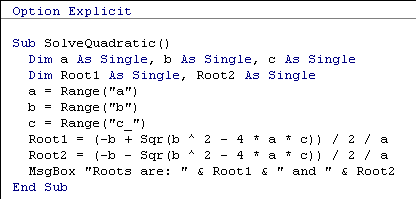 Option Explicit
Sub SolveQuadratic()
Dim a As Single, b As Single, c As Single
Dim Root1 As Single, Root2 As Single
a = Range("a")
b = Range("b")
c = Range("c_")
Root1 = (-b + Sqr(b ^ 2 - 4 * a * c)) / 2 / a
Root2 = (-b - Sqr(b ^ 2 - 4 * a * c)) / 2 / a
MsgBox "Roots are: " & Root1 & " and " & Root2
End Sub